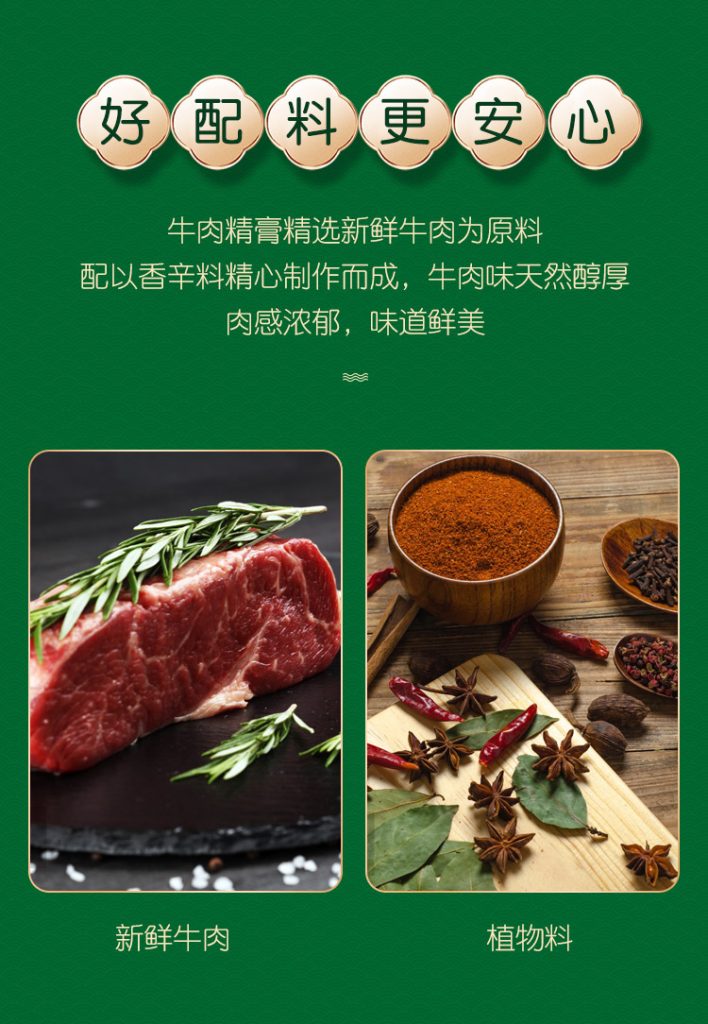 好配料更安心
牛肉精膏精选新鲜牛肉为原料
配以香辛料精心制作而成，牛肉味天然醇厚
肉感浓郁，味道鲜美
新鲜牛肉
植物料